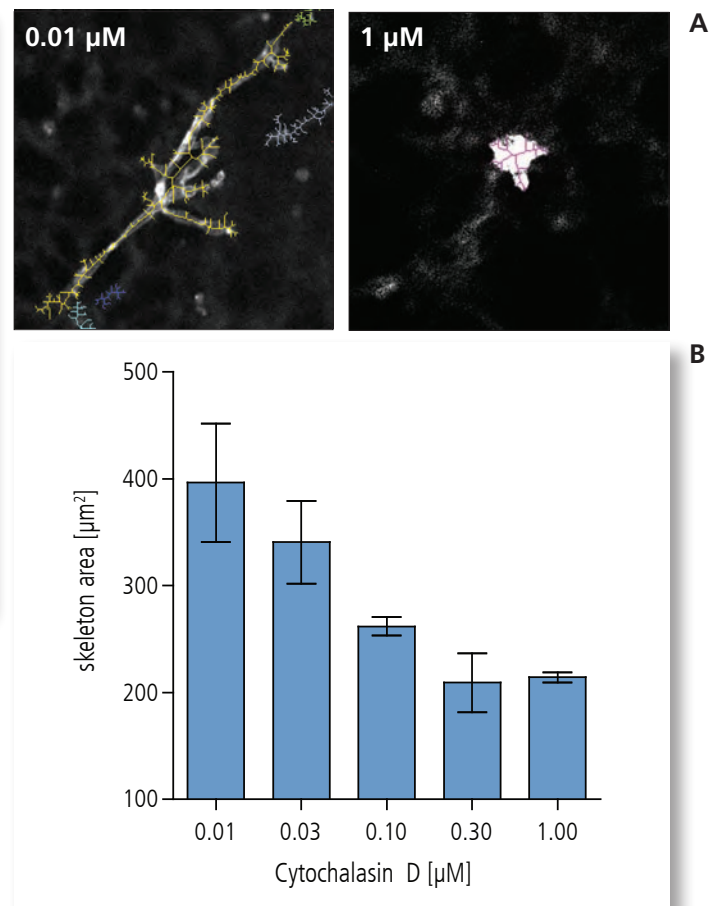 0.01 µM
1 µM
A
B
500
400
300
200
100
skeleton area [µm²]
0.01 0.03 0.10 0.30 1.00
Cytochalasin D [µM]